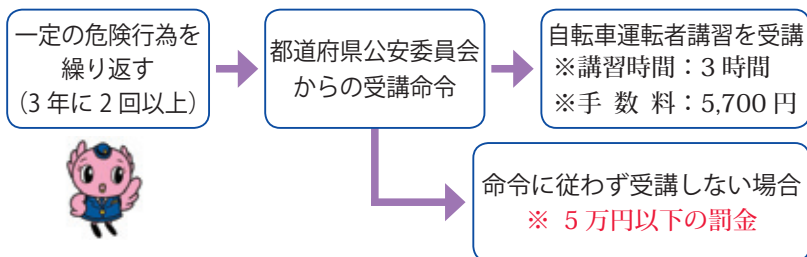 一定の危険行為を
繰り返す
（3 年に 2 回以上）
都道府県公安委員会
からの受講命令
自転車運転者講習を受講
※講習時間：3 時間
※手 数 料：5,700 円
命令に従わず受講しない場合
※ 5 万円以下の罰金